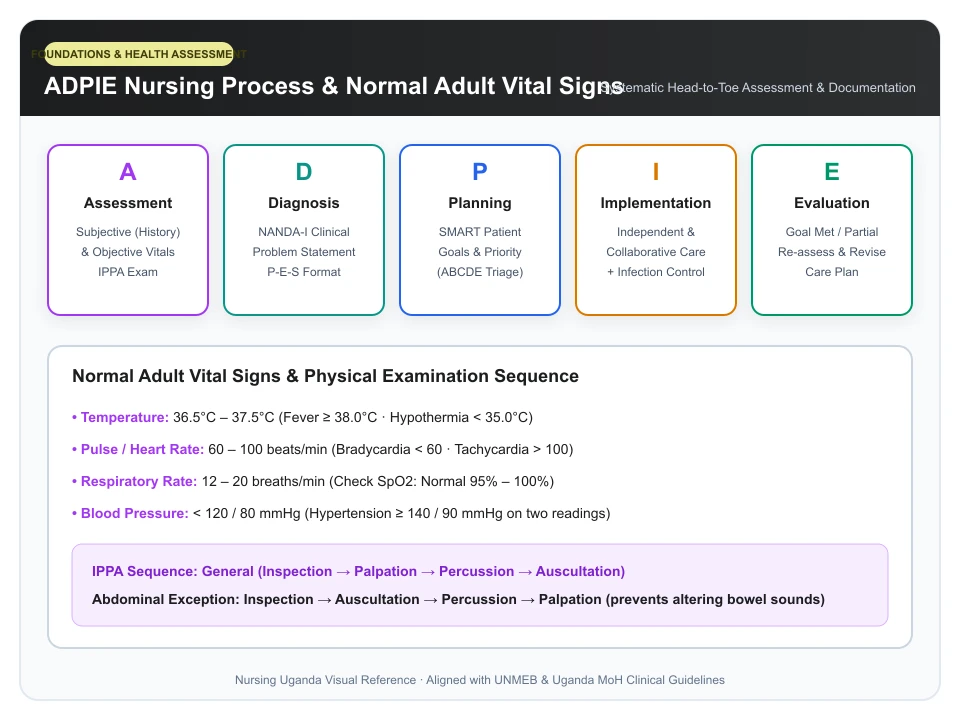 FOUNDATIONS & HEALTH ASSESSMENT
ADPIE Nursing Process & Normal Adult Vital Signs
Systematic Head-to-Toe Assessment & Documentation
A
Assessment
Subjective (History)
& Objective Vitals
IPPA Exam
D
Diagnosis
NANDA-I Clinical
Problem Statement
P-E-S Format
P
Planning
SMART Patient
Goals & Priority
(ABCDE Triage)
I
Implementation
Independent &
Collaborative Care
+ Infection Control
E
Evaluation
Goal Met / Partial
Re-assess & Revise
Care Plan
Normal Adult Vital Signs & Physical Examination Sequence
• Temperature: 36.5°C – 37.5°C (Fever ≥ 38.0°C · Hypothermia < 35.0°C)
• Pulse / Heart Rate: 60 – 100 beats/min (Bradycardia < 60 · Tachycardia > 100)
• Respiratory Rate: 12 – 20 breaths/min (Check SpO2: Normal 95% – 100%)
• Blood Pressure: < 120 / 80 mmHg (Hypertension ≥ 140 / 90 mmHg on two readings)
IPPA Sequence: General (Inspection → Palpation → Percussion → Auscultation)
Abdominal Exception: Inspection → Auscultation → Percussion → Palpation (prevents altering bowel sounds)
Nursing Uganda Visual Reference · Aligned with UNMEB & Uganda MoH Clinical Guidelines